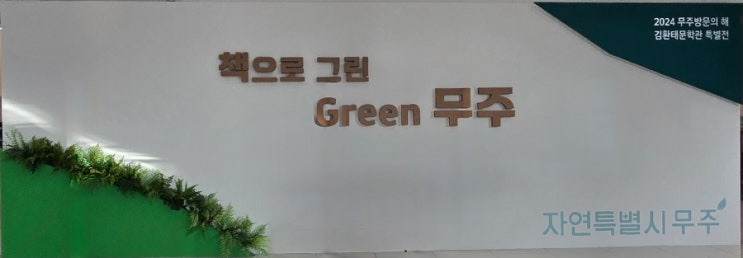 2024 무주방문의 해
김환태문학관 특별전
책으로 그린
Green 무주
자연특별시 무주